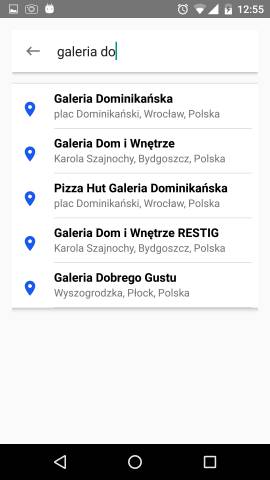 12:55
galeria do
Galeria Dominikańska
plac Dominikański, Wrocław, Polska
Galeria Dom i Wnętrze
Karola Szajnochy, Bydgoszcz, Polska
Pizza Hut Galeria Dominikańska
plac Dominikański, Wrocław, Polska
Galeria Dom i Wnętrze RESTIG
Karola Szajnochy, Bydgoszcz, Polska
Galeria Dobrego Gustu
Wyszogrodzka, Płock, Polska